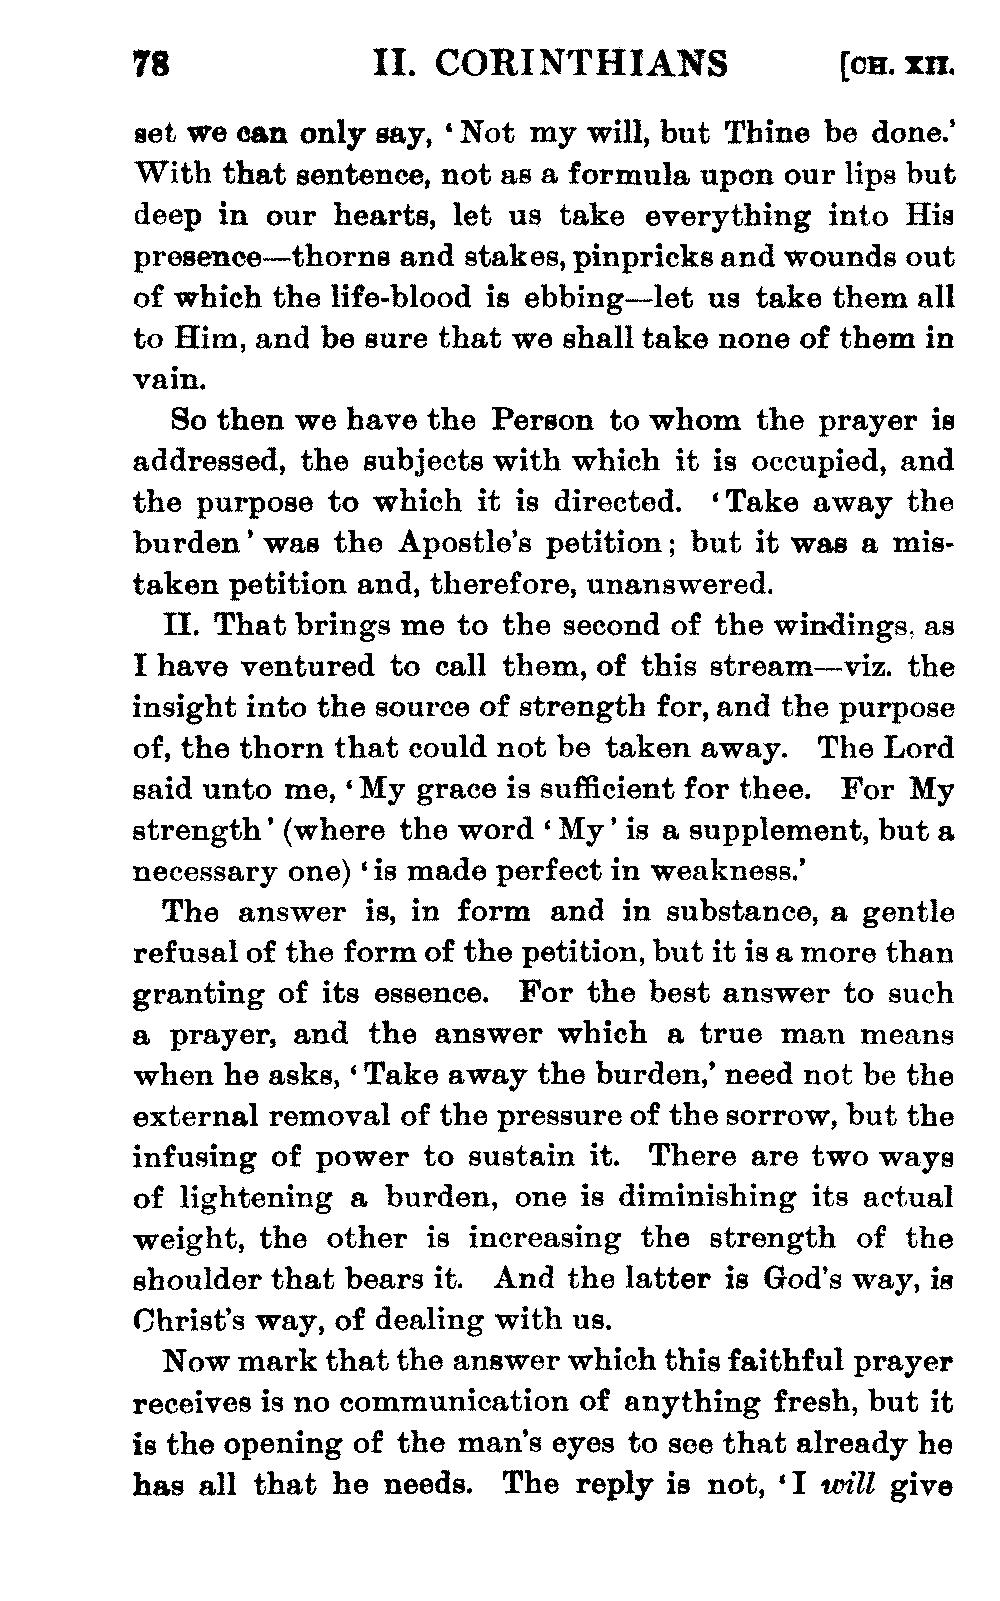 78 II. CORINTHIANS [CH. XII.
set we can only say, ‘Not my will, but Thine be done.’
With that sentence, not as a formula upon our lips but
deep in our hearts, let us take everything into His
presence—thorns and stakes, pinpricks and wounds out
of which the life-blood is ebbing—let us take them all
to Him, and be sure that we shall take none of them in
vain.
So then we have the Person to whom the prayer is
addressed, the subjects with which it is occupied, and
the purpose to which it is directed. ‘Take away the
burden’ was the Apostle’s petition; but it was a mis-
taken petition and, therefore, unanswered.
II. That brings me to the second of the windings, as
I have ventured to call them, of this stream—viz. the
insight into the source of strength for, and the purpose
of, the thorn that could not be taken away. The Lord
said unto me, ‘My grace is sufficient for thee. For My
strength’ (where the word ‘My’ is a supplement, but a
necessary one) ‘is made perfect in weakness.’
The answer is, in form and in substance, a gentle
refusal of the form of the petition, but it is a more than
granting of its essence. For the best answer to such
a prayer, and the answer which a true man means
when he asks, ‘Take away the burden,’ need not be the
external removal of the pressure of the sorrow, but the
infusing of power to sustain it. There are two ways
of lightening a burden, one is diminishing its actual
weight, the other is increasing the strength of the
shoulder that bears it. And the latter is God’s way, is
Christ’s way, of dealing with us.
Now mark that the answer which this faithful prayer
receives is no communication of anything fresh, but it
is the opening of the man’s eyes to see that already he
has all that he needs. The reply is not, ‘I will give